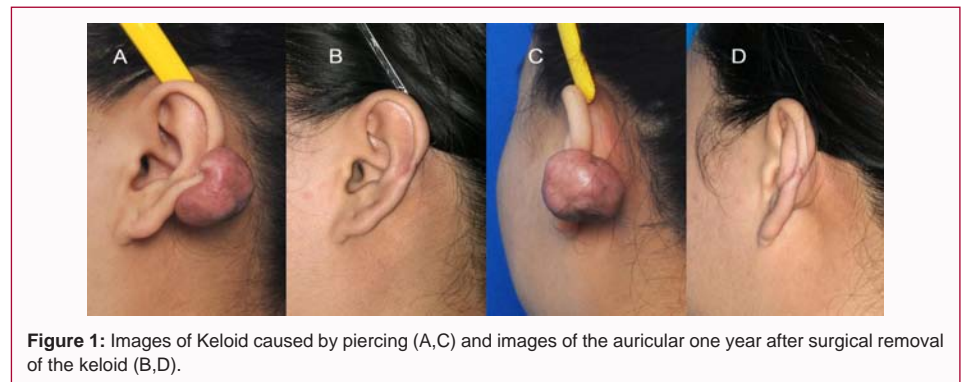 A B C D
Figure 1: Images of Keloid caused by piercing (A,C) and images of the auricular one year after surgical removal
of the keloid (B,D).